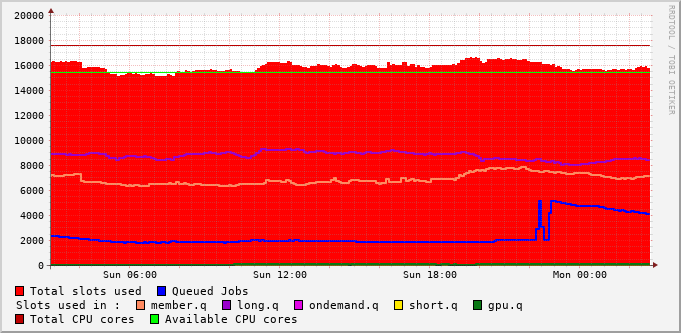 20000
18000
16000
14000
12000
10000
8000
6000
4000
2000
0
Sun 06:00 Sun 12:00 Sun 18:00 Mon 00:00
RRDTOOL / TOBI OETIKER
Total slots used Queued Jobs
Slots used in : member.q long.q ondemand.q short.q gpu.q
Total CPU cores Available CPU cores